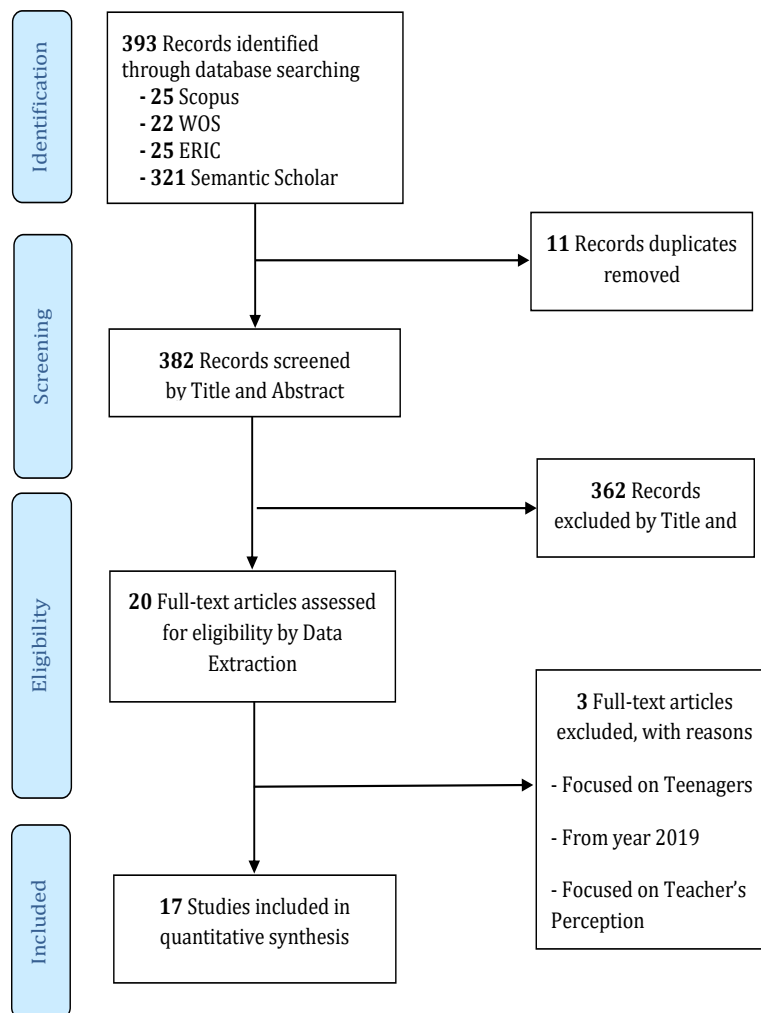 Identification
393 Records identified
through database searching
- 25 Scopus
- 22 WOS
- 25 ERIC
- 321 Semantic Scholar
11 Records duplicates
removed
Screening
382 Records screened
by Title and Abstract
362 Records
excluded by Title and
Eligibility
20 Full-text articles assessed
for eligibility by Data
Extraction
3 Full-text articles
excluded, with reasons
- Focused on Teenagers
- From year 2019
- Focused on Teacher's
Perception
Included
17 Studies included in
quantitative synthesis